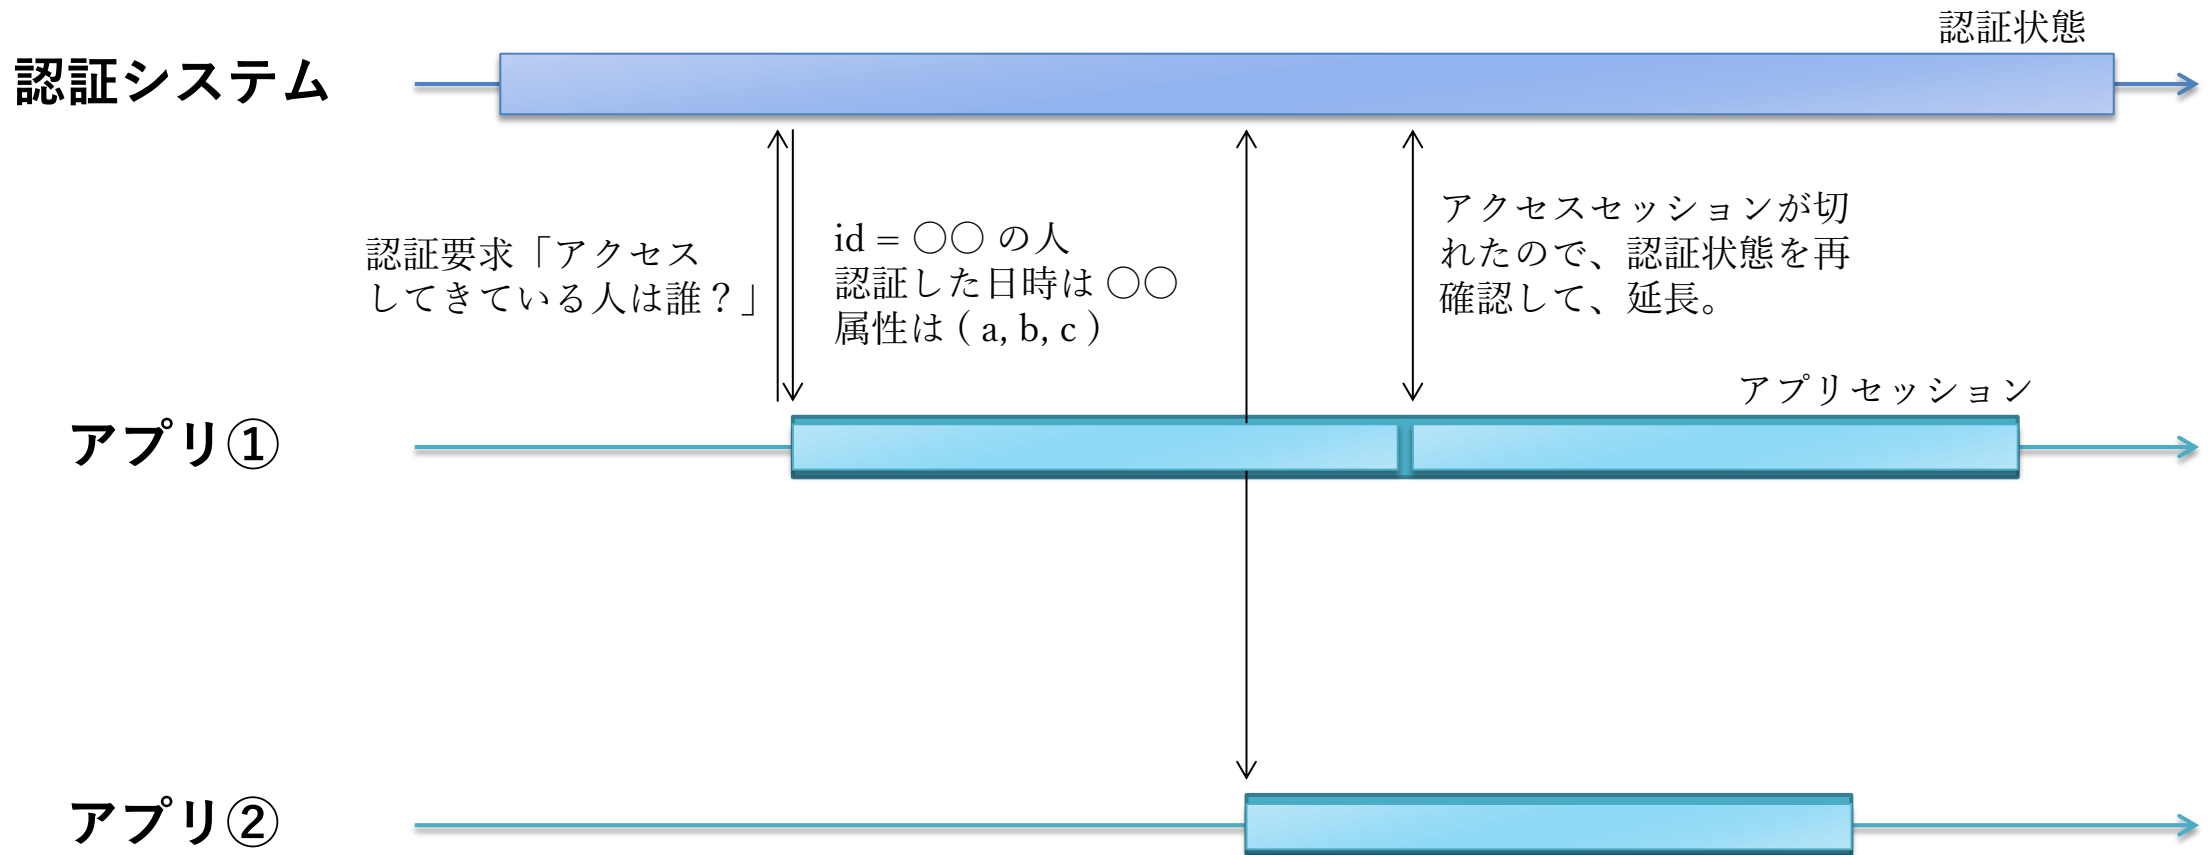 認証状態
認証システム
認証要求「アクセス
してきている人は誰？」
id = ○○ の人
認証した日時は ○○
属性は ( a, b, c )
アクセスセッションが切
れたので、認証状態を再
確認して、延長。
アプリセッション
アプリ①
アプリ②